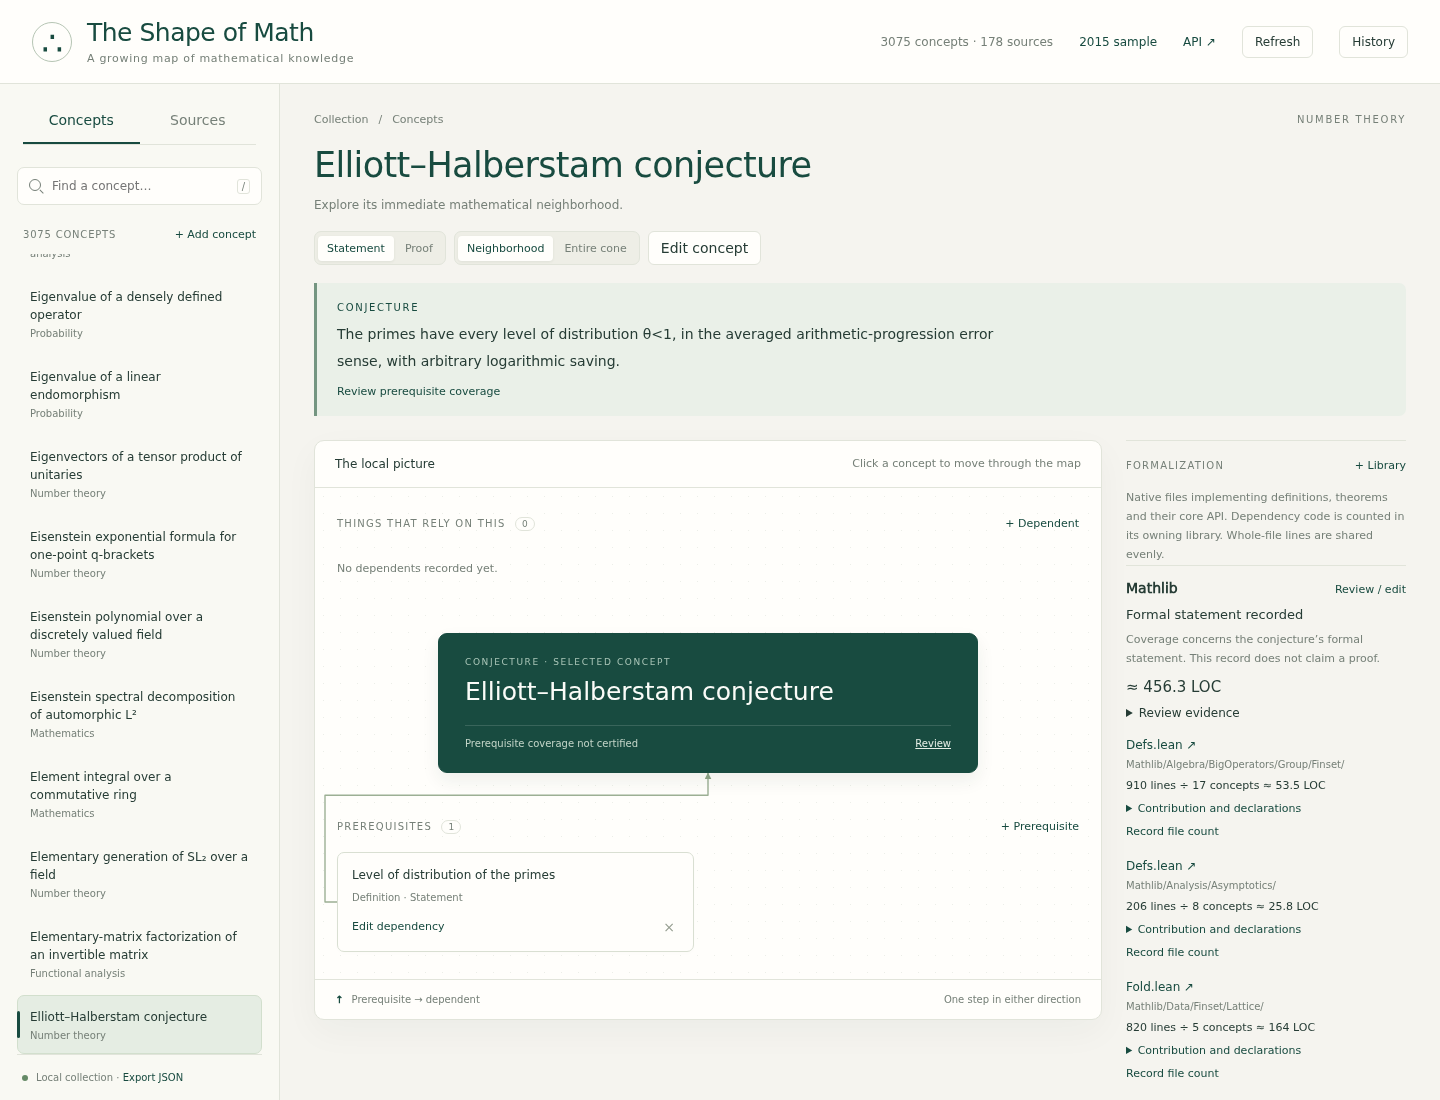 The Shape of Math
A growing map of mathematical knowledge
3075 concepts · 178 sources
2015 sample
API ↗
Refresh
History
Concepts
Sources
Find a concept…
/
3075 CONCEPTS
+ Add concept
analysis
Eigenvalue of a densely defined
operator
Probability
Eigenvalue of a linear
endomorphism
Probability
Eigenvectors of a tensor product of
unitaries
Number theory
Eisenstein exponential formula for
one-point q-brackets
Number theory
Eisenstein polynomial over a
discretely valued field
Number theory
Eisenstein spectral decomposition
of automorphic L²
Mathematics
Element integral over a
commutative ring
Mathematics
Elementary generation of SL₂ over a
field
Number theory
Elementary-matrix factorization of
an invertible matrix
Functional analysis
Elliott–Halberstam conjecture
Number theory
Local collection · Export JSON
Collection / Concepts
NUMBER THEORY
Elliott–Halberstam conjecture
Explore its immediate mathematical neighborhood.
Statement
Proof
Neighborhood
Entire cone
Edit concept
CONJECTURE
The primes have every level of distribution θ<1, in the averaged arithmetic-progression error
sense, with arbitrary logarithmic saving.
Review prerequisite coverage
The local picture
Click a concept to move through the map
THINGS THAT RELY ON THIS 0
+ Dependent
No dependents recorded yet.
CONJECTURE · SELECTED CONCEPT
Elliott–Halberstam conjecture
Prerequisite coverage not certified
Review
PREREQUISITES 1
+ Prerequisite
Level of distribution of the primes
Definition · Statement
Edit dependency
×
↑ Prerequisite → dependent
One step in either direction
FORMALIZATION
+ Library
Native files implementing definitions, theorems
and their core API. Dependency code is counted in
its owning library. Whole-file lines are shared
evenly.
Mathlib
Review / edit
Formal statement recorded
Coverage concerns the conjecture’s formal
statement. This record does not claim a proof.
≈ 456.3 LOC
▶ Review evidence
Defs.lean ↗
Mathlib/Algebra/BigOperators/Group/Finset/
910 lines ÷ 17 concepts ≈ 53.5 LOC
▶ Contribution and declarations
Record file count
Defs.lean ↗
Mathlib/Analysis/Asymptotics/
206 lines ÷ 8 concepts ≈ 25.8 LOC
▶ Contribution and declarations
Record file count
Fold.lean ↗
Mathlib/Data/Finset/Lattice/
820 lines ÷ 5 concepts ≈ 164 LOC
▶ Contribution and declarations
Record file count